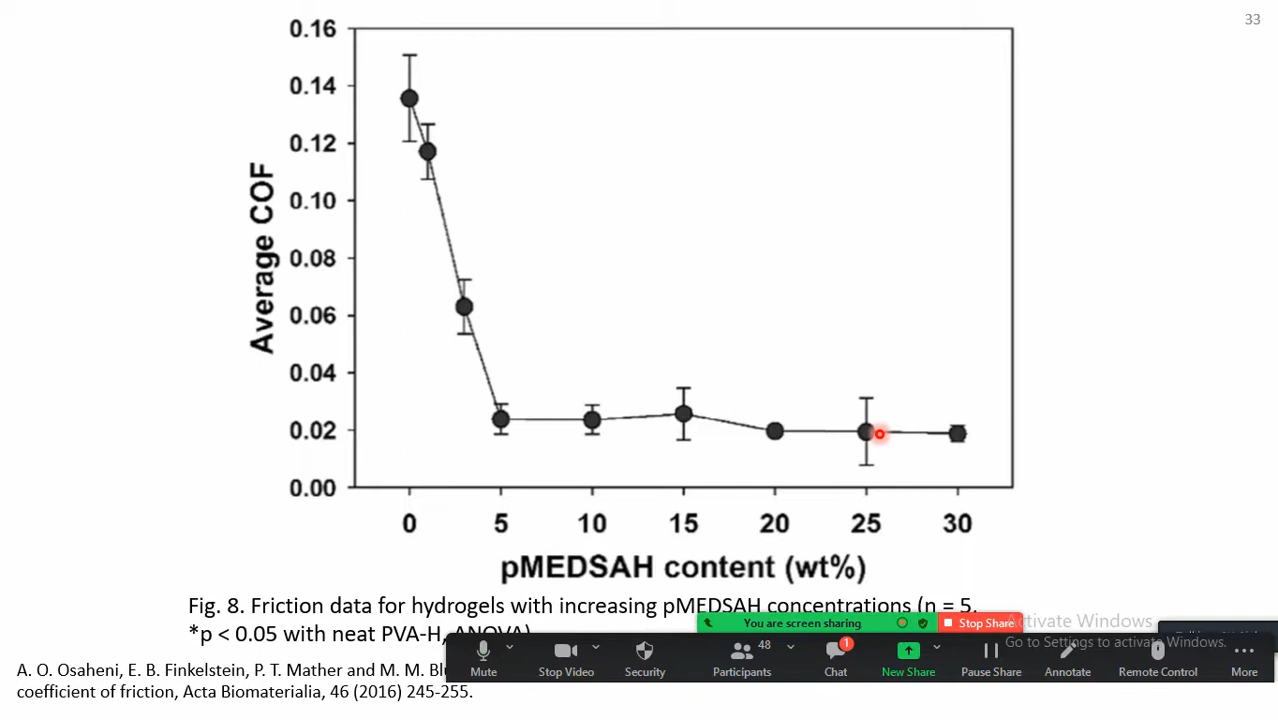 33
0.16
0.14
0.12
0.10
0.08
0.06
0.04
0.02
0.00
Average COF
0 5 10 15 20 25 30
pMEDSAH content (wt%)
Fig. 8. Friction data for hydrogels with increasing pMEDSAH concentrations (n = 5.
*p < 0.05 with neat PVA-H, ANOVA)
You are screen sharing
Stop Share
Activate Windows
Go to Settings to activate Windows.
A. O. Osaheni, E. B. Finkelstein, P. T. Mather and M. M.
coefficient of friction, Acta Biomaterialia, 46 (2016) 245-255.
48
1
Mute Stop Video Security Participants Chat New Share Pause Share Annotate Remote Control More